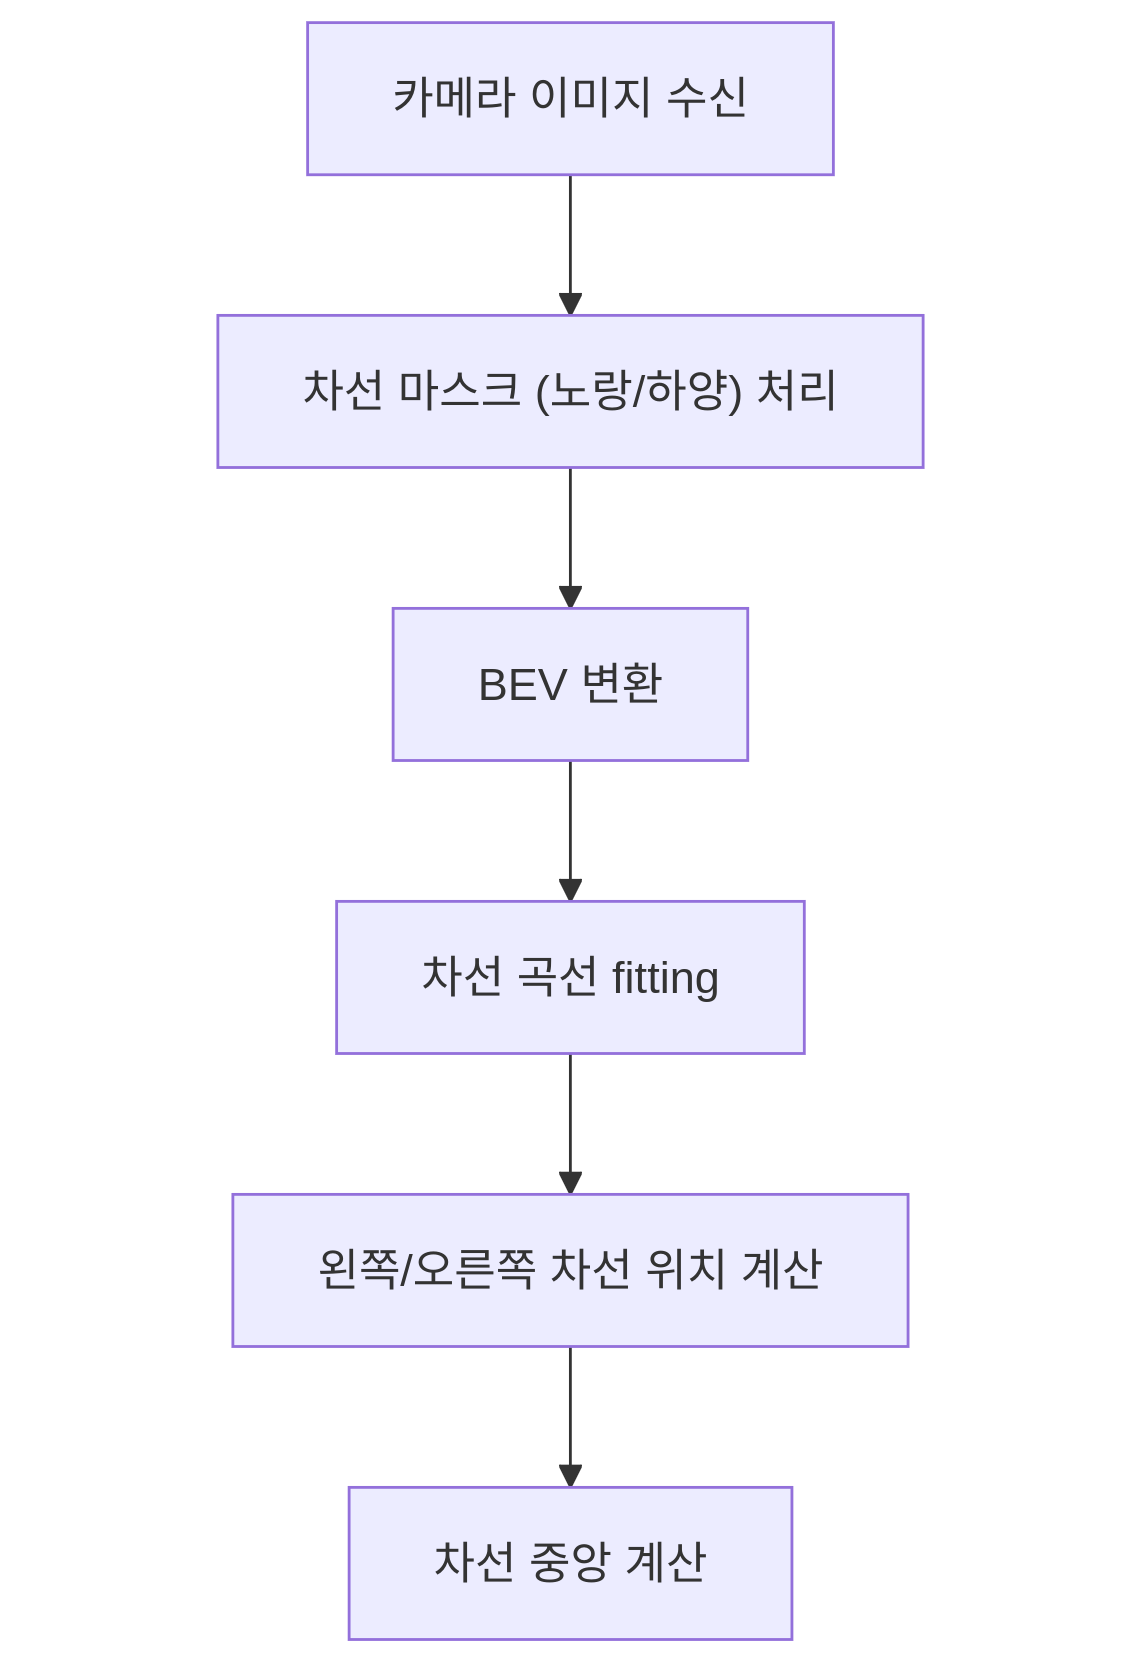 카메라 이미지 수신
차선 마스크 (노랑/하양) 처리
BEV 변환
차선 곡선 fitting
왼쪽/오른쪽 차선 위치 계산
차선 중앙 계산